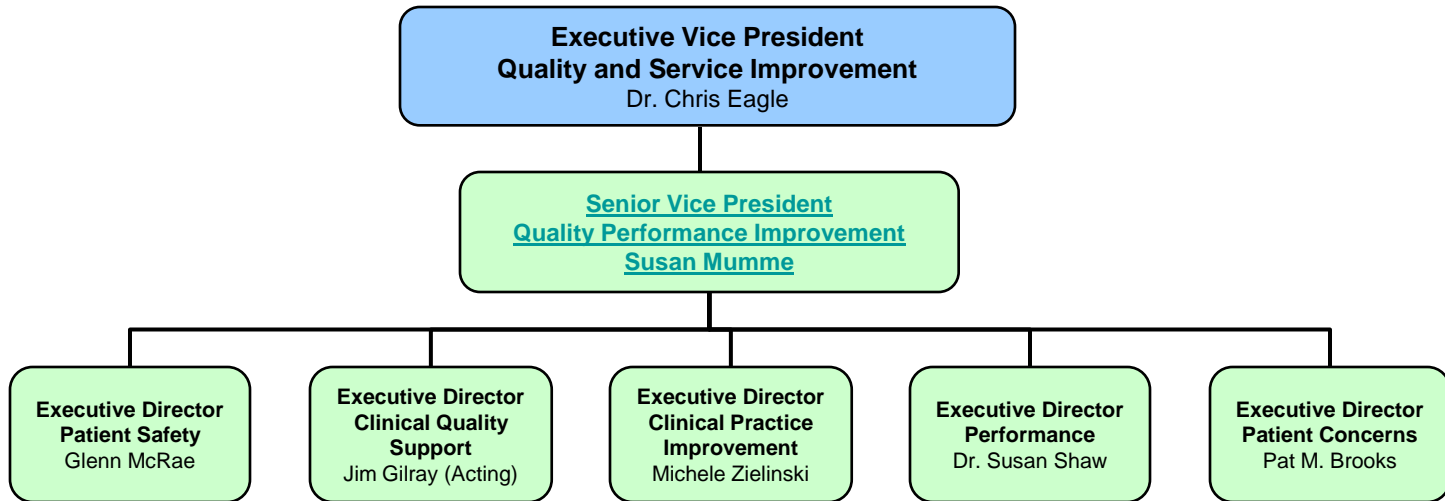 Executive Vice President
Quality and Service Improvement
Dr. Chris Eagle
Senior Vice President
Quality Performance Improvement
Susan Mumme
Executive Director
Patient Safety
Glenn McRae
Executive Director
Clinical Quality
Support
Jim Gilray (Acting)
Executive Director
Clinical Practice
Improvement
Michele Zielinski
Executive Director
Performance
Dr. Susan Shaw
Executive Director
Patient Concerns
Pat M. Brooks